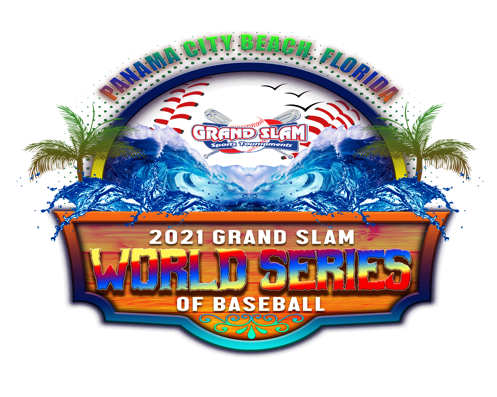 PANAMA CITY BEACH, FLORIDA
GRAND SLAM
Sports Tournaments
2021 GRAND SLAM
WORLD SERIES
OF BASEBALL